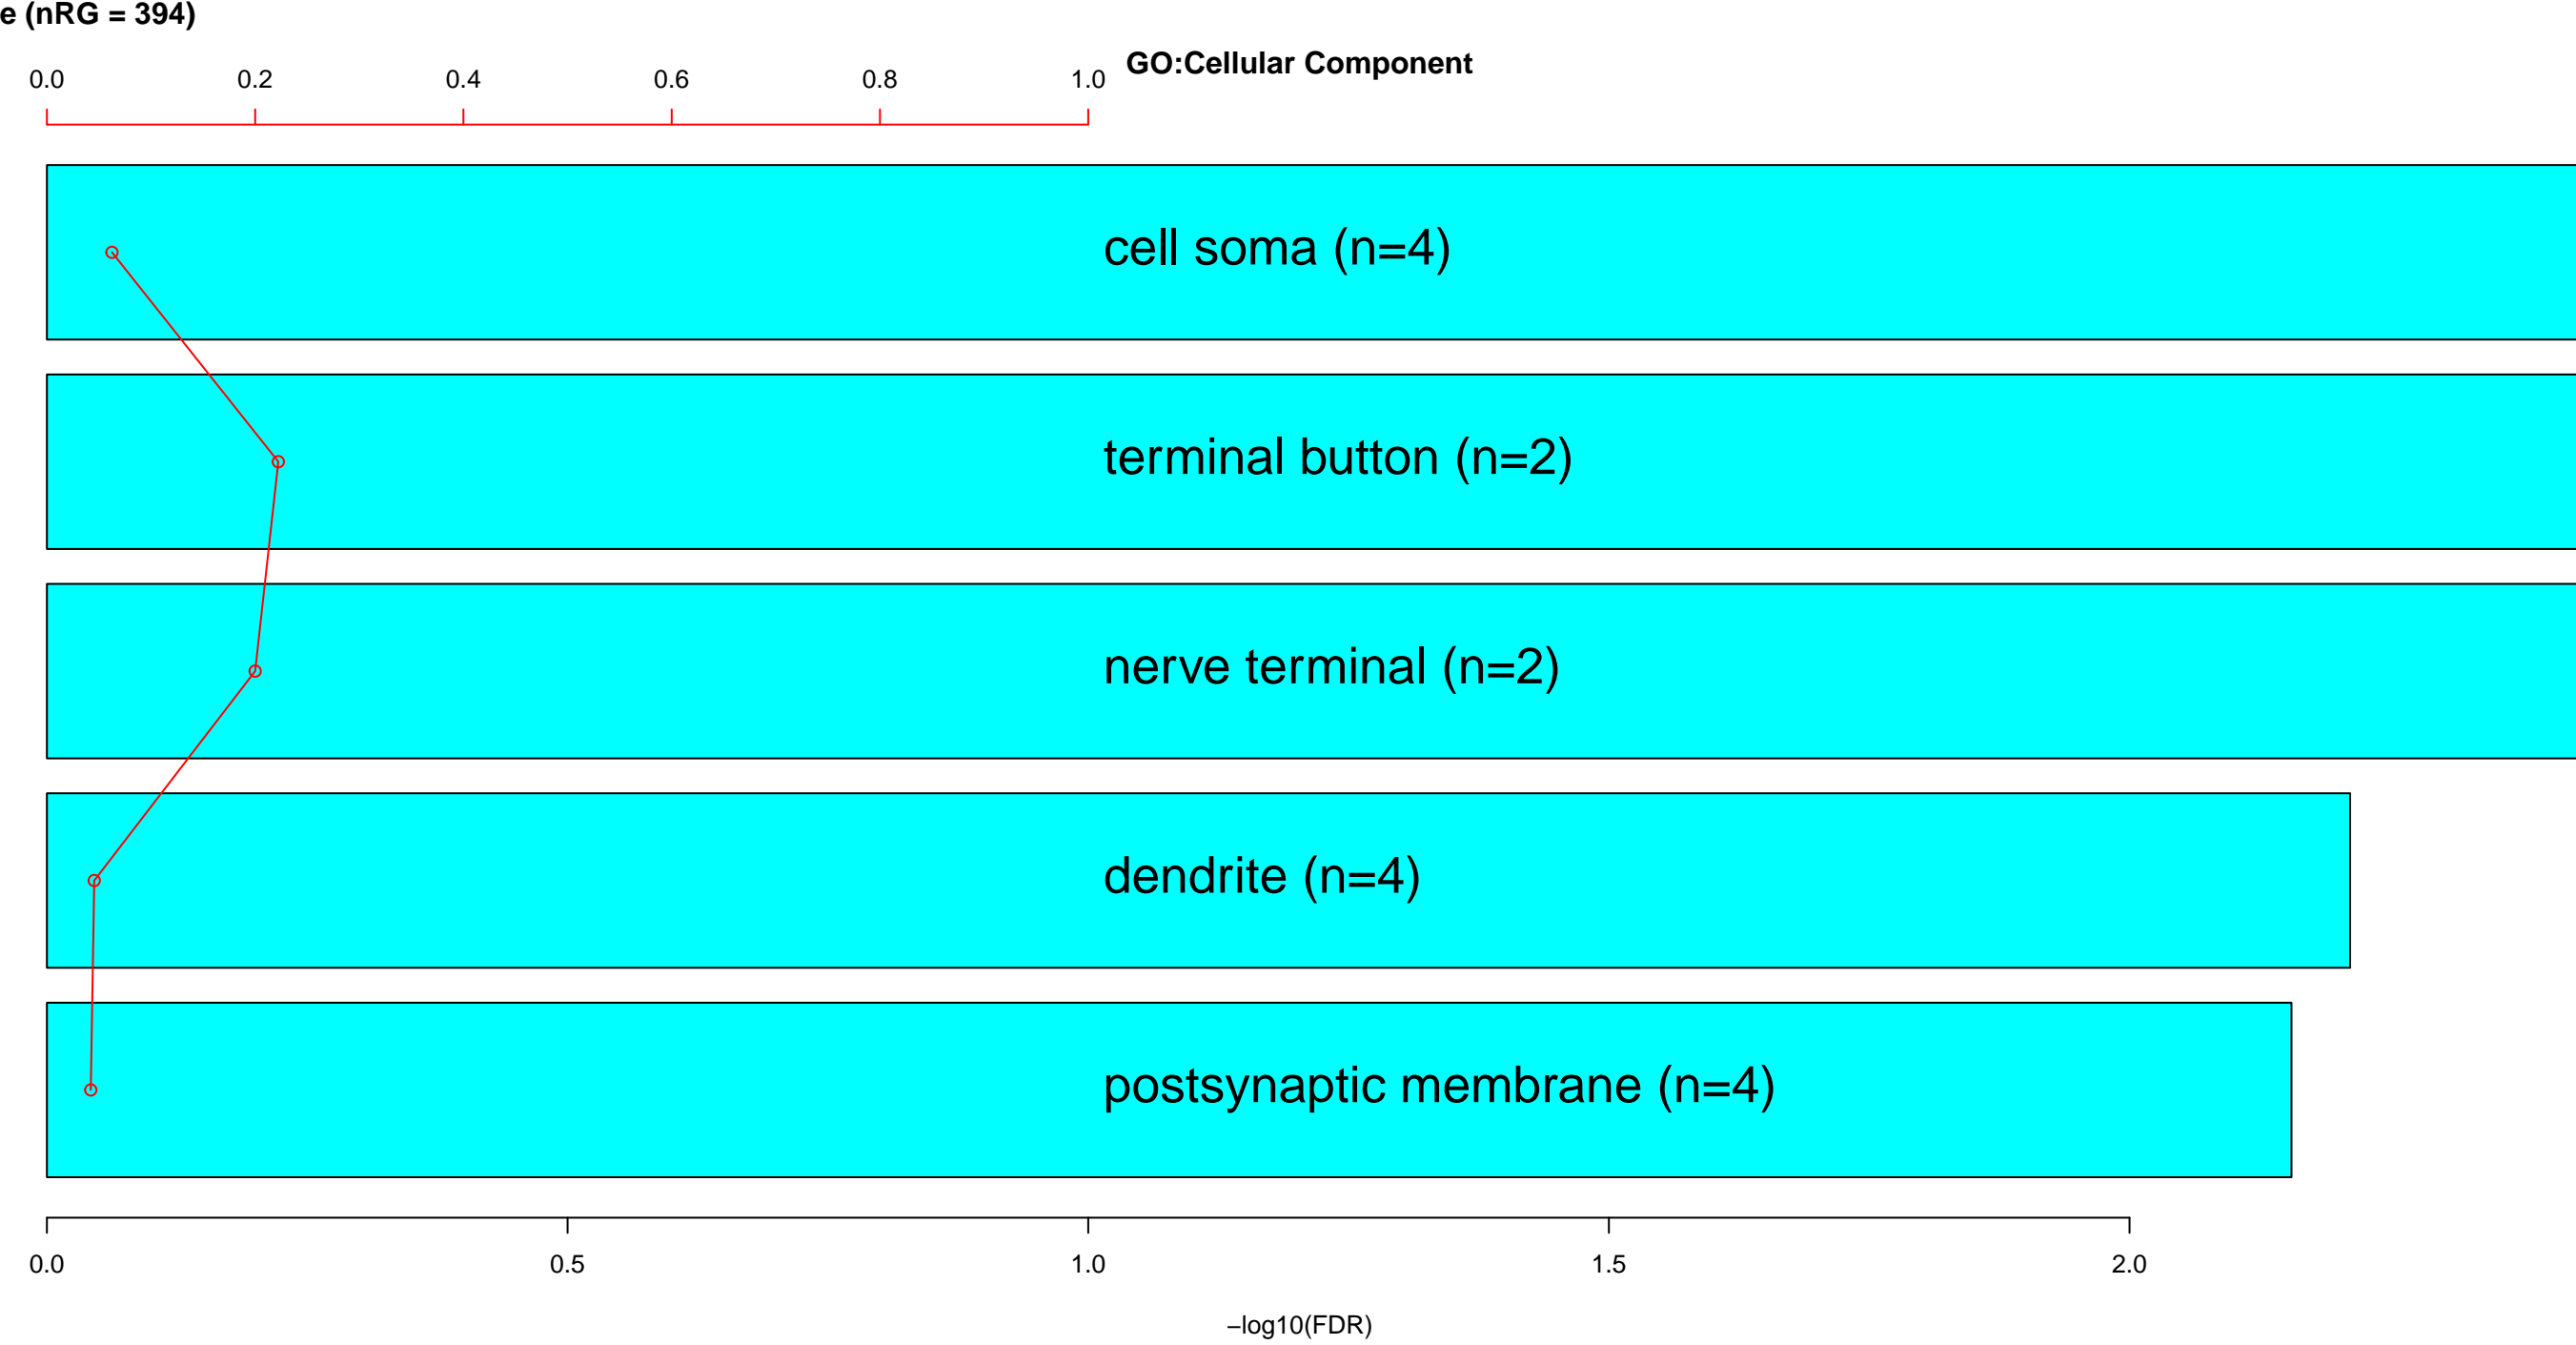 e (nRG = 394)
GO:Cellular Component
0.0 0.2 0.4 0.6 0.8 1.0
cell soma (n=4)
terminal button (n=2)
nerve terminal (n=2)
dendrite (n=4)
postsynaptic membrane (n=4)
0.0 0.5 1.0 1.5 2.0
−log10(FDR)